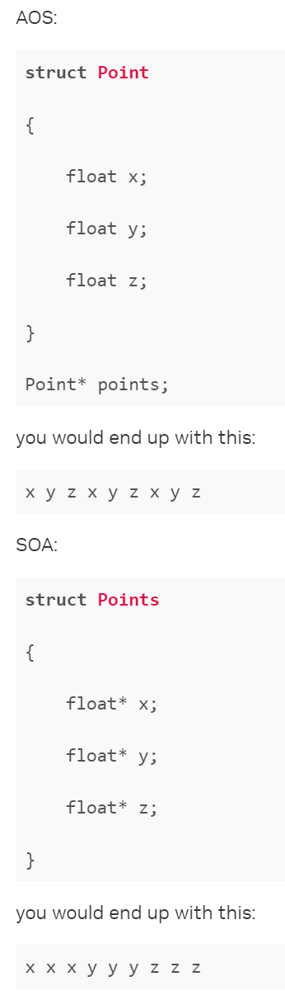 AOS:
struct Point
{
float x;
float y;
float z;
}
Point* points;
you would end up with this:
x y z x y z x y z
SOA:
struct Points
{
float* x;
float* y;
float* z;
}
you would end up with this:
x x x y y y z z z